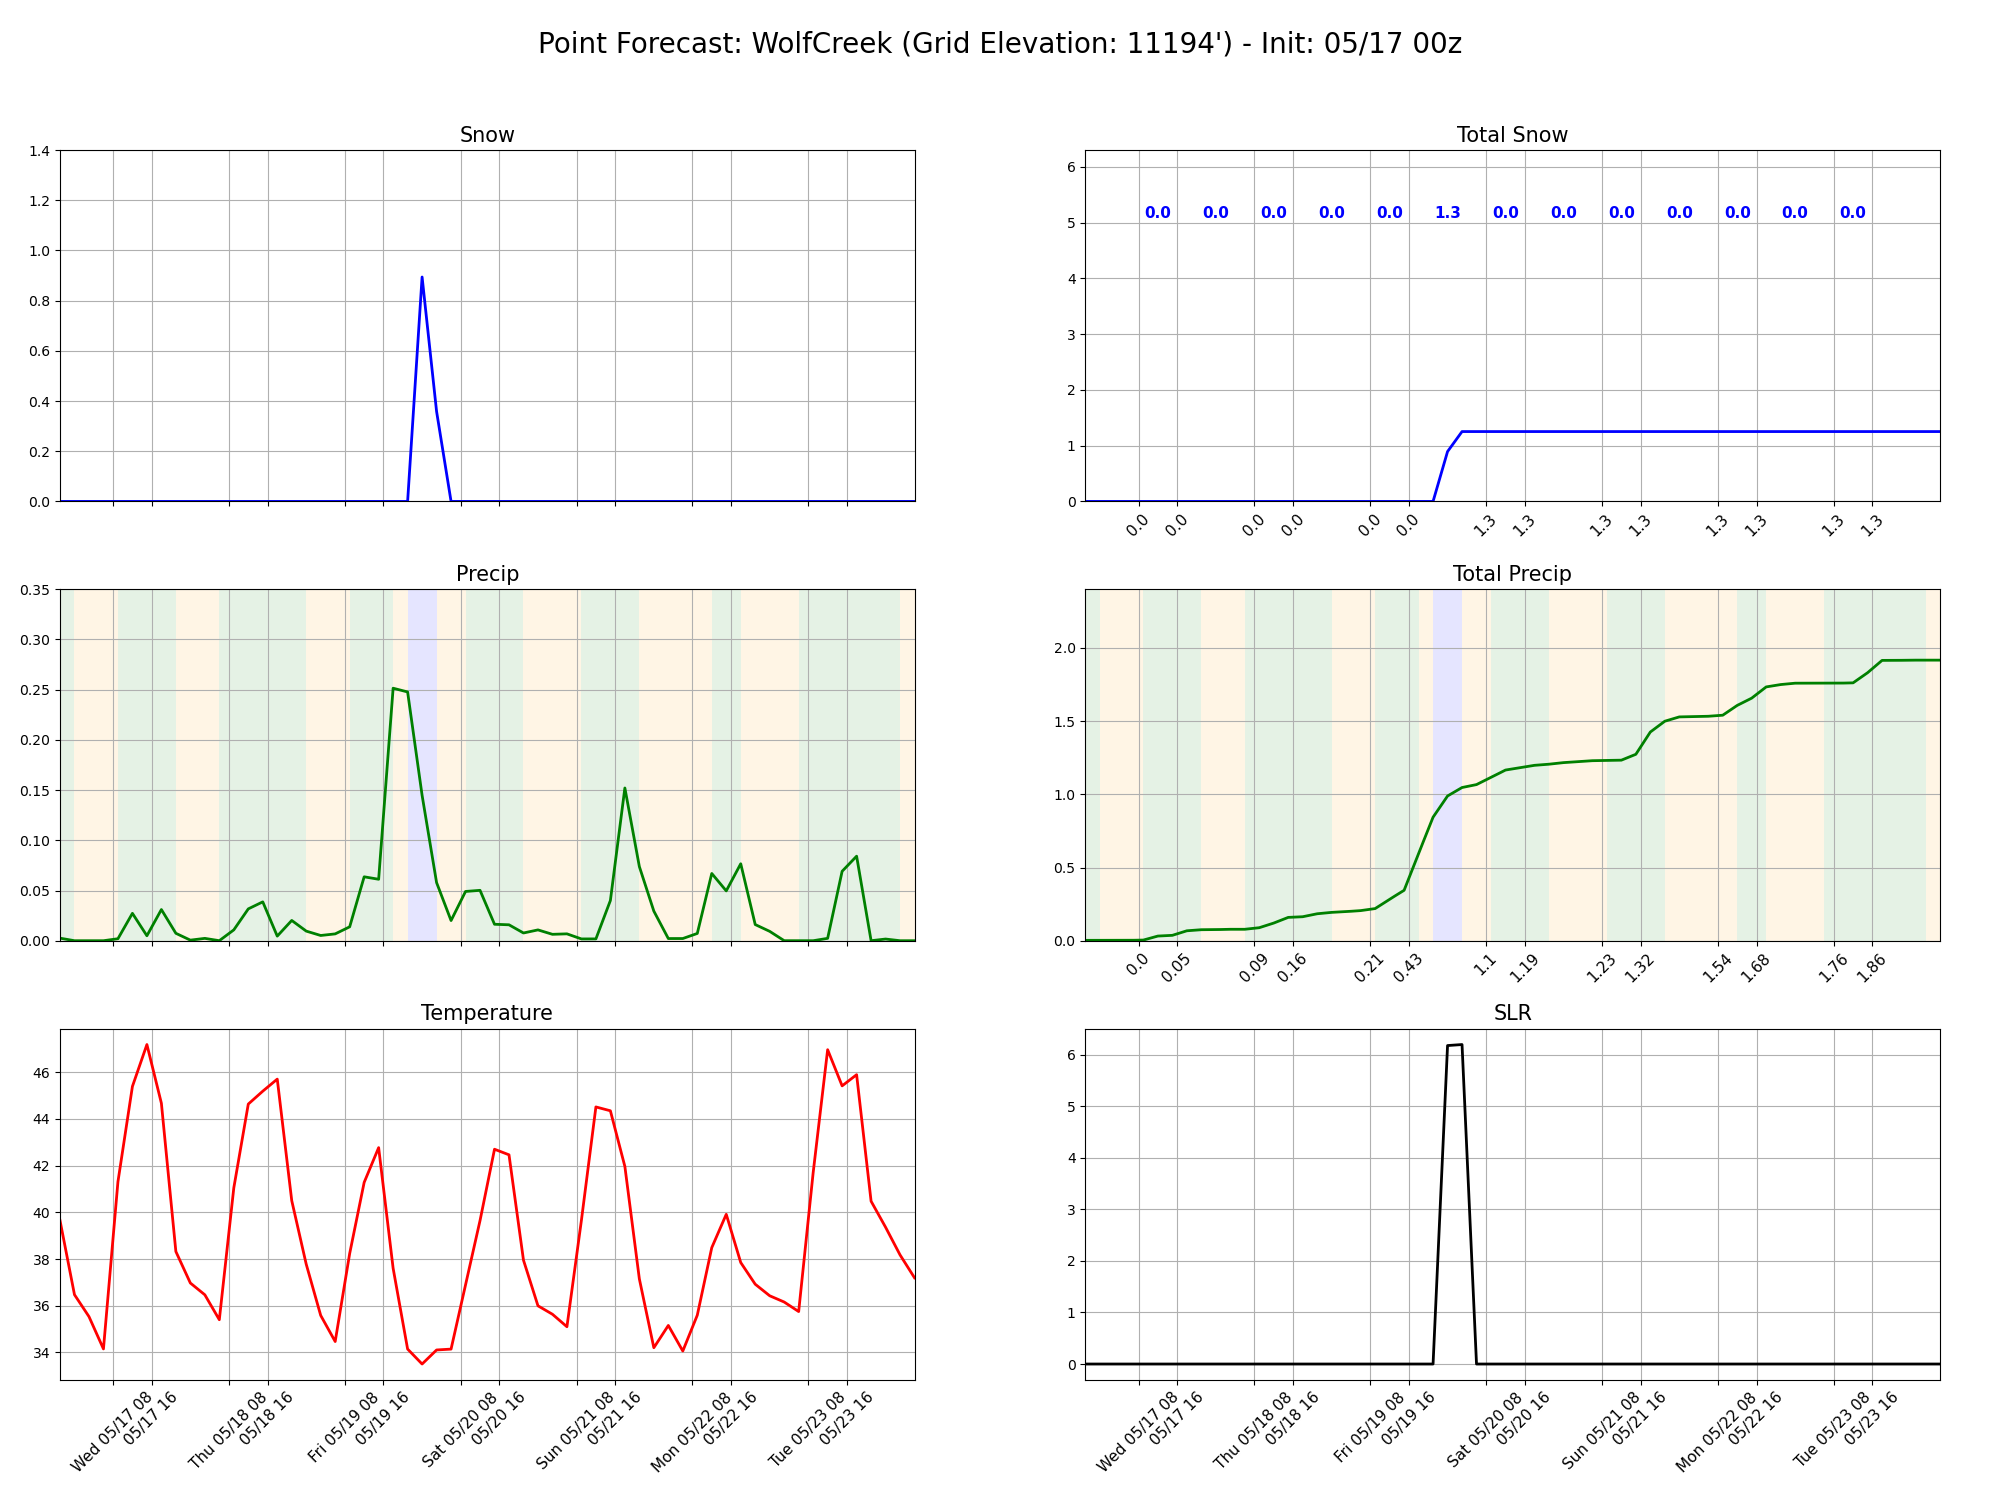 Point Forecast: WolfCreek (Grid Elevation: 11194') - Init: 05/17 00z
Snow
1.4
1.2
1.0
0.8
0.6
0.4
0.2
0.0
Total Snow
6
5
4
3
2
1
0
0.0 0.0 0.0 0.0 0.0 1.3 0.0 0.0 0.0 0.0 0.0 0.0 0.0
0.0 0.0 0.0 0.0 0.0 0.0 1.3 1.3 1.3 1.3 1.3 1.3 1.3 1.3
Precip
0.35
0.30
0.25
0.20
0.15
0.10
0.05
0.00
Total Precip
2.0
1.5
1.0
0.5
0.0
0.0 0.05 0.09 0.16 0.21 0.43 1.1 1.19 1.23 1.32 1.54 1.68 1.76 1.86
Temperature
46
44
42
40
38
36
34
Wed 05/17 08
05/17 16
Thu 05/18 08
05/18 16
Fri 05/19 08
05/19 16
Sat 05/20 08
05/20 16
Sun 05/21 08
05/21 16
Mon 05/22 08
05/22 16
Tue 05/23 08
05/23 16
SLR
6
5
4
3
2
1
0
Wed 05/17 08
05/17 16
Thu 05/18 08
05/18 16
Fri 05/19 08
05/19 16
Sat 05/20 08
05/20 16
Sun 05/21 08
05/21 16
Mon 05/22 08
05/22 16
Tue 05/23 08
05/23 16